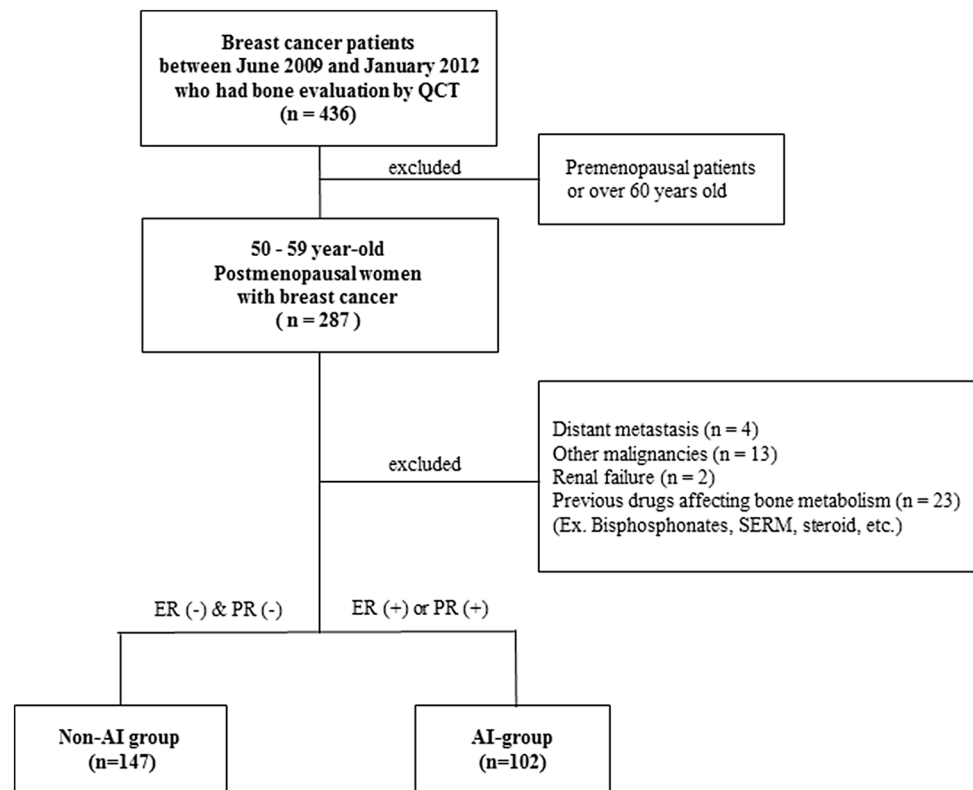 Breast cancer patients
between June 2009 and January 2012
who had bone evaluation by QCT
(n = 436)
excluded
Premenopausal patients
or over 60 years old
50 - 59 year-old
Postmenopausal women
with breast cancer
( n = 287 )
excluded
Distant metastasis (n = 4)
Other malignancies (n = 13)
Renal failure (n = 2)
Previous drugs affecting bone metabolism (n = 23)
(Ex. Bisphosphonates, SERM, steroid, etc.)
ER (-) & PR (-)
ER (+) or PR (+)
Non-AI group
(n=147)
AI-group
(n=102)